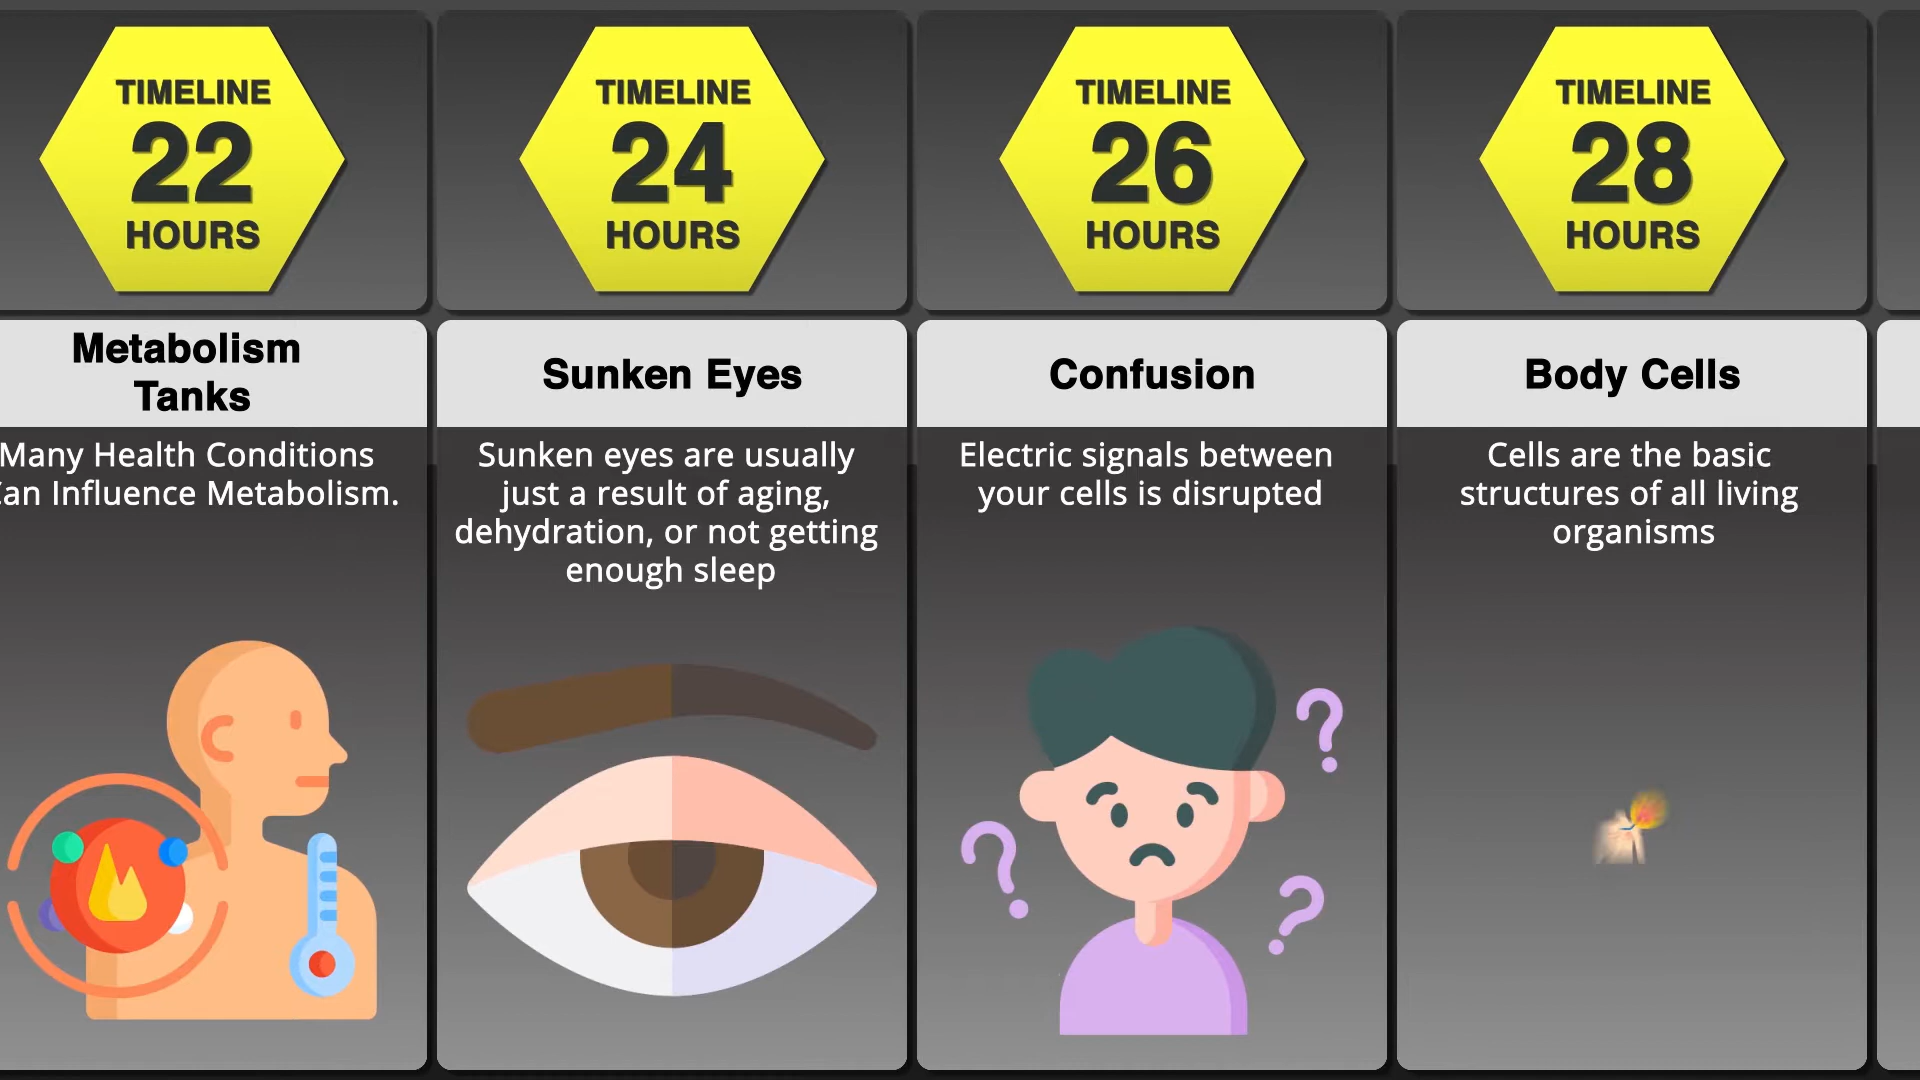 TIMELINE
22
HOURS
Metabolism
Tanks
Many Health Conditions
Can Influence Metabolism.
TIMELINE
24
HOURS
Sunken Eyes
Sunken eyes are usually
just a result of aging,
dehydration, or not getting
enough sleep
TIMELINE
26
HOURS
Confusion
Electric signals between
your cells is disrupted
? ? ?
TIMELINE
28
HOURS
Body Cells
Cells are the basic
structures of all living
organisms